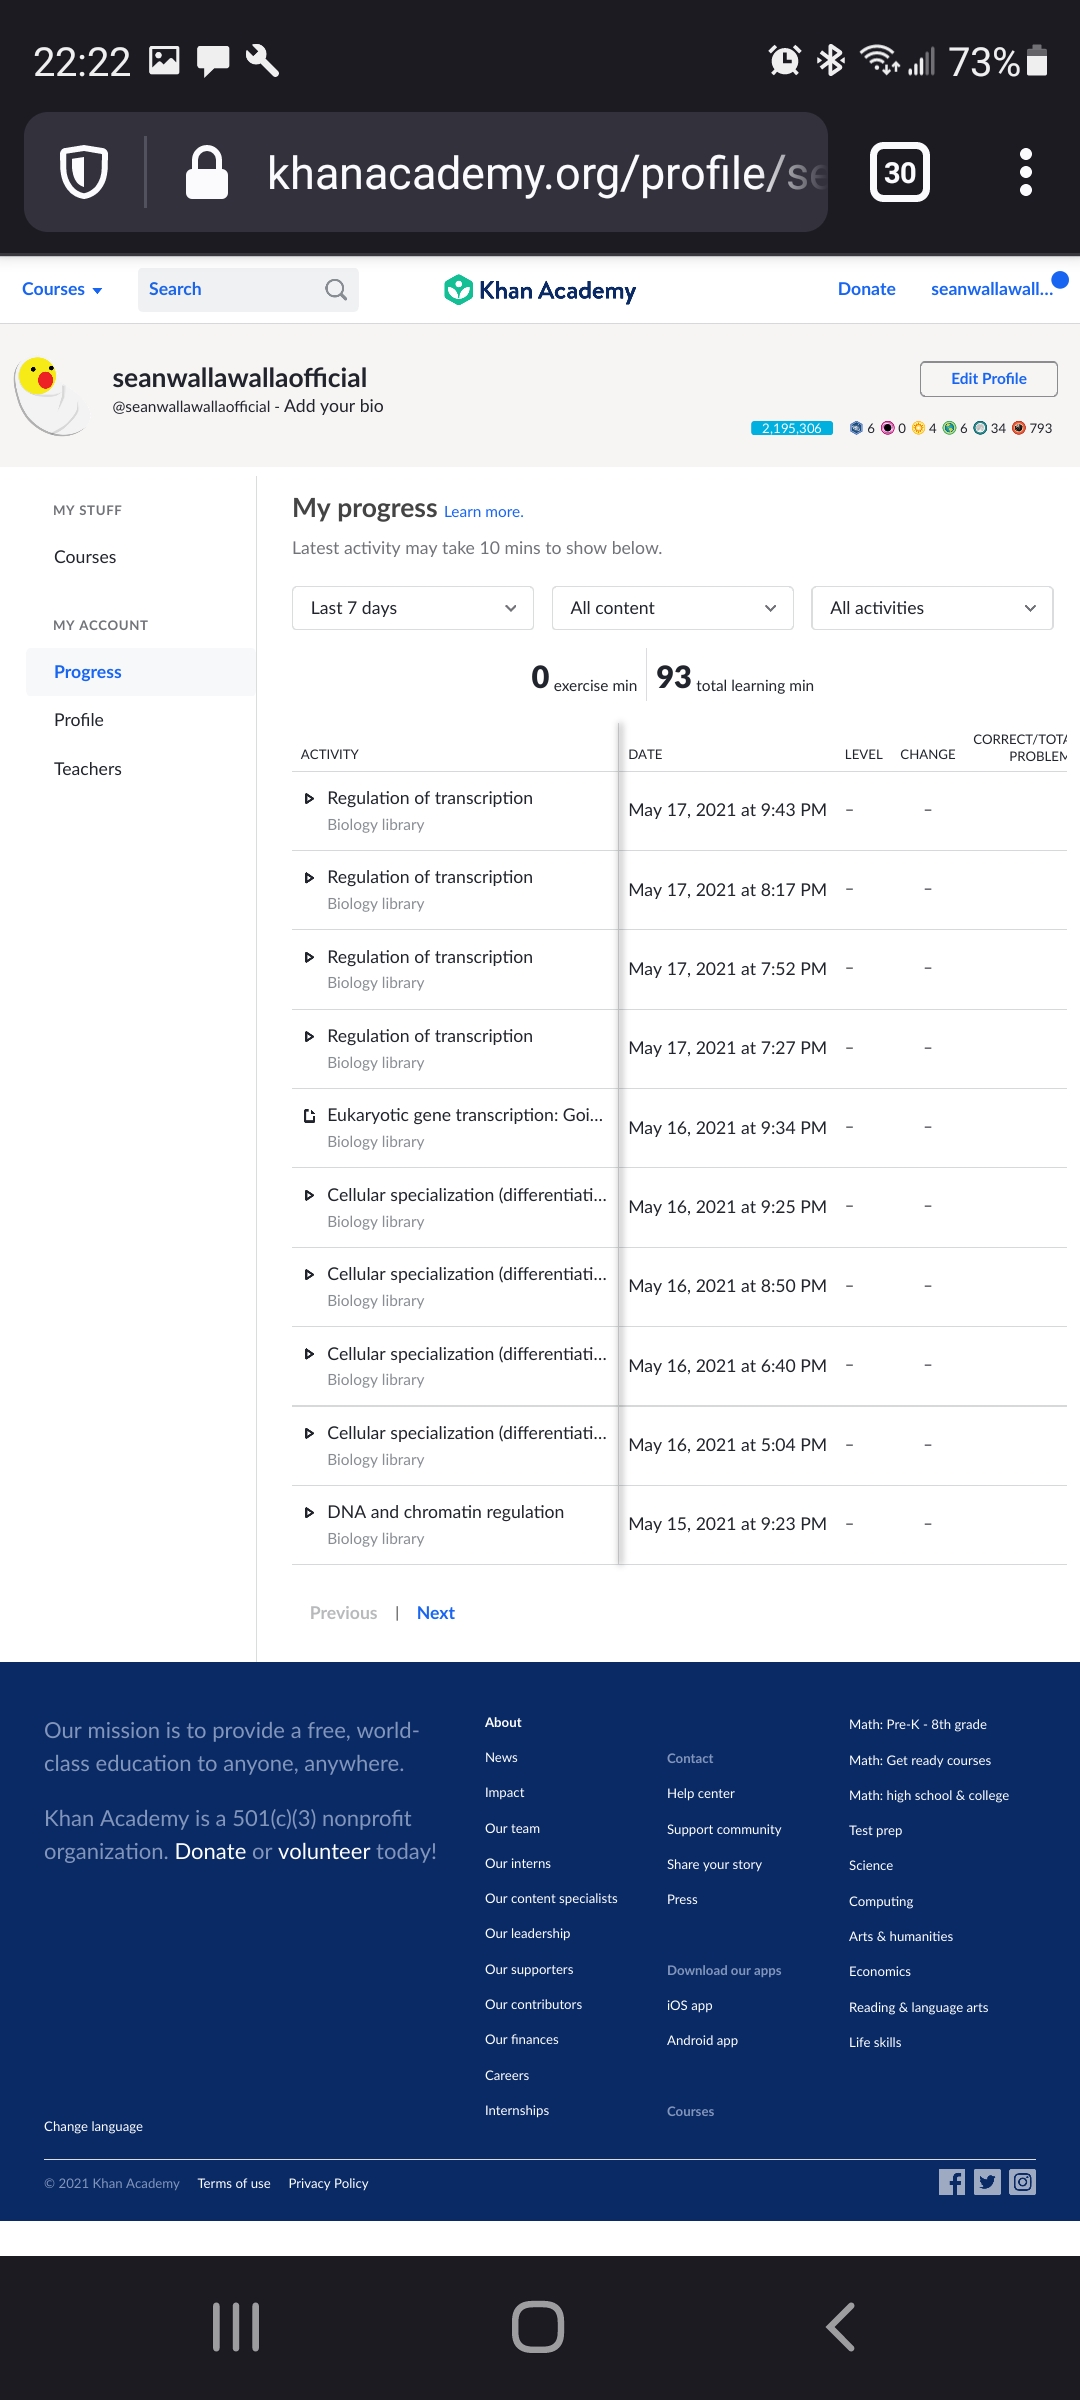 22:22
73%
khanacademy.org/profile/se
30
Courses
Search
Khan Academy
Donate
seanwallawall...
seanwallawallaofficial
@seanwallawallaofficial - Add your bio
Edit Profile
2,195,306
6
0
4
6
34
793
MY STUFF
Courses
MY ACCOUNT
Progress
Profile
Teachers
My progress Learn more.
Latest activity may take 10 mins to show below.
Last 7 days
All content
All activities
0 exercise min
93 total learning min
ACTIVITY
DATE
LEVEL
CHANGE
CORRECT/TOTA
PROBLEM
Regulation of transcription
Biology library
May 17, 2021 at 9:43 PM – –
Regulation of transcription
Biology library
May 17, 2021 at 8:17 PM – –
Regulation of transcription
Biology library
May 17, 2021 at 7:52 PM – –
Regulation of transcription
Biology library
May 17, 2021 at 7:27 PM – –
Eukaryotic gene transcription: Goi...
Biology library
May 16, 2021 at 9:34 PM – –
Cellular specialization (differentiati...
Biology library
May 16, 2021 at 9:25 PM – –
Cellular specialization (differentiati...
Biology library
May 16, 2021 at 8:50 PM – –
Cellular specialization (differentiati...
Biology library
May 16, 2021 at 6:40 PM – –
Cellular specialization (differentiati...
Biology library
May 16, 2021 at 5:04 PM – –
DNA and chromatin regulation
Biology library
May 15, 2021 at 9:23 PM – –
Previous | Next
Our mission is to provide a free, world-
class education to anyone, anywhere.
Khan Academy is a 501(c)(3) nonprofit
organization. Donate or volunteer today!
Change language
About
News
Impact
Our team
Our interns
Our content specialists
Our leadership
Our supporters
Our contributors
Our finances
Careers
Internships
Contact
Help center
Support community
Share your story
Press
Download our apps
iOS app
Android app
Courses
Math: Pre-K - 8th grade
Math: Get ready courses
Math: high school & college
Test prep
Science
Computing
Arts & humanities
Economics
Reading & language arts
Life skills
© 2021 Khan Academy
Terms of use
Privacy Policy